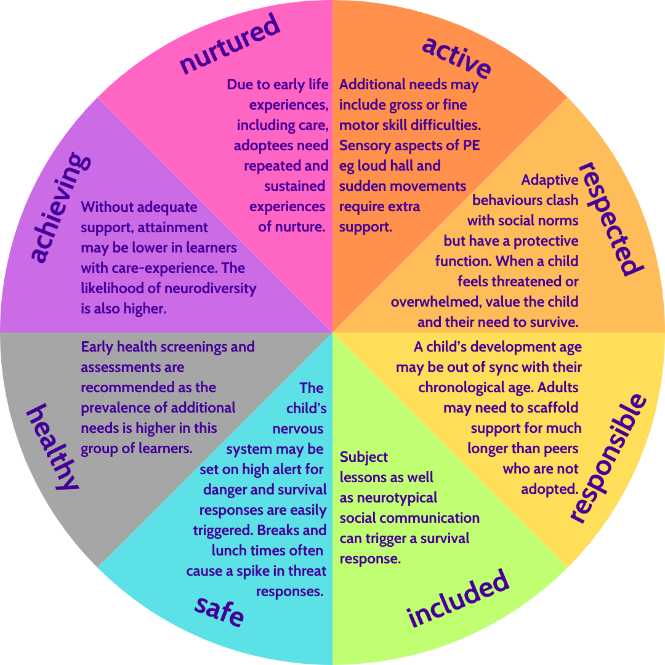 nurtured
Due to early life
experiences,
including care,
adoptees need
repeated and
sustained
experiences
of nurture.
active
Additional needs may
include gross or fine
motor skill difficulties.
Sensory aspects of PE
eg loud hall and
sudden movements
require extra
support.
respected
Adaptive
behaviours clash
with social norms
but have a protective
function. When a child
feels threatened or
overwhelmed, value the child
and their need to survive.
responsible
A child's development age
may be out of sync with their
chronological age. Adults
may need to scaffold
support for much
longer than peers
who are not
adopted.
included
Subject
lessons as well
as neurotypical
social communication
can trigger a survival
response.
safe
The
child's
nervous
system may be
set on high alert for
danger and survival
responses are easily
triggered. Breaks and
lunch times often
cause a spike in threat
responses.
healthy
Early health screenings and
assessments are
recommended as the
prevalence of additional
needs is higher in this
group of learners.
achieving
Without adequate
support, attainment
may be lower in learners
with care-experience. The
likelihood of neurodiversity
is also higher.